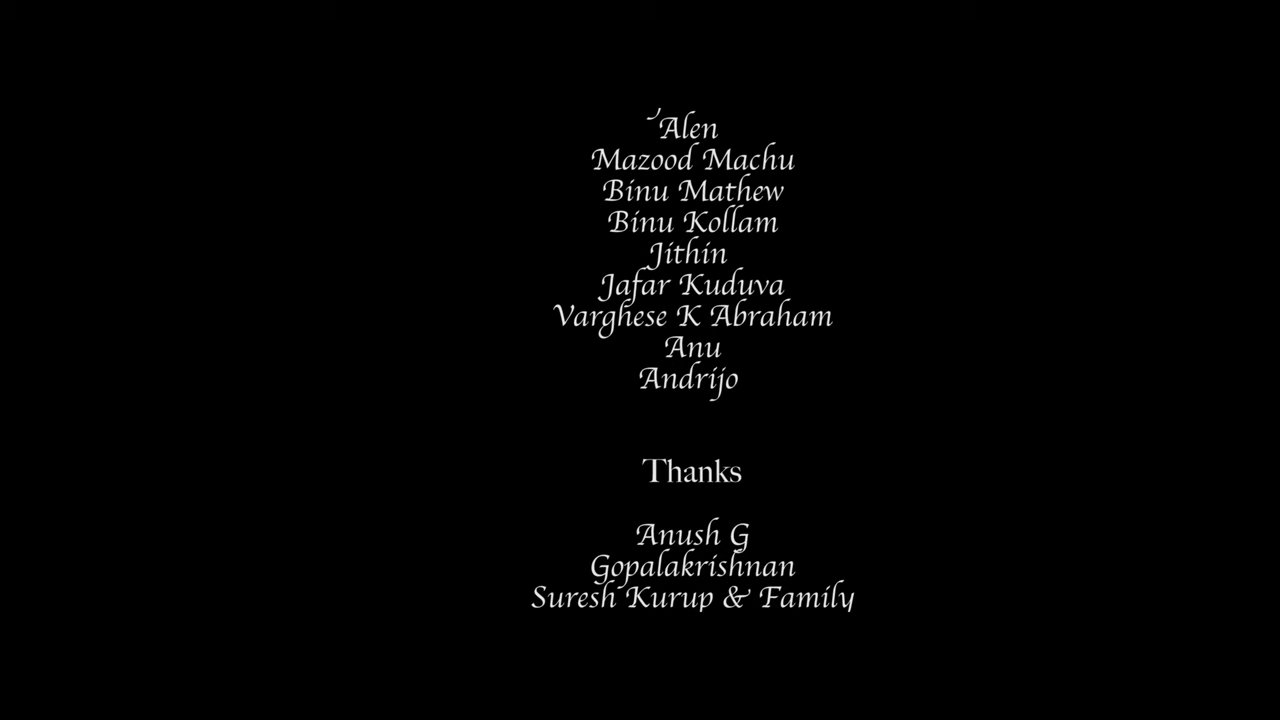 Alen
Mazood Machu
Binu Mathew
Binu Kollam
Jithin
Jafar Kuduva
Varghese K Abraham
Anu
Andrijo
Thanks
Anush G
Gopalakrishnan
Suresh Kurup & Family